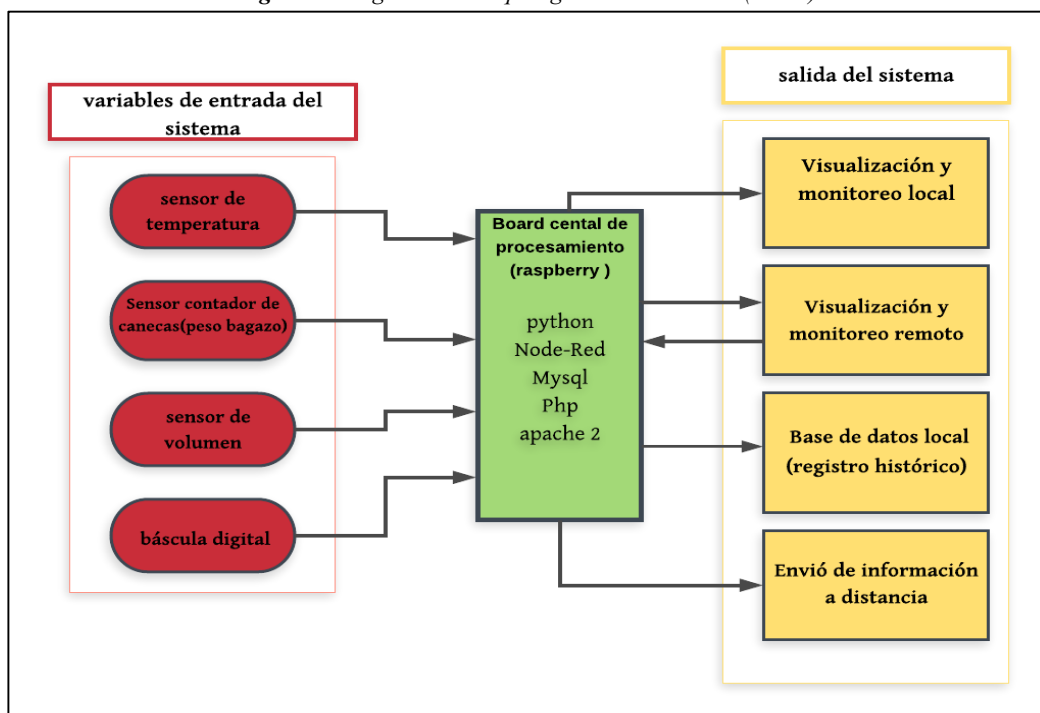 variables de entrada del
sistema
sensor de
temperatura
Sensor contador de
canecas(peso bagazo)
sensor de
volumen
báscula digital
Board cental de
procesamiento
(raspberry )
python
Node-Red
Mysql
Php
apache 2
salida del sistema
Visualización y
monitoreo local
Visualización y
monitoreo remoto
Base de datos local
(registro histórico)
Envió de información
a distancia